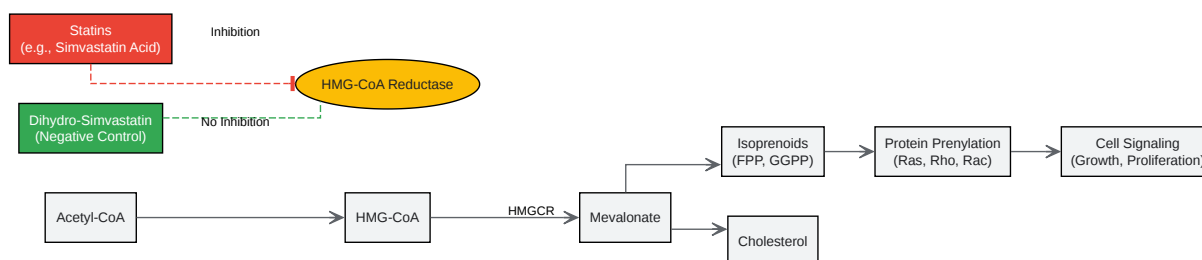 Statins
(e.g., Simvastatin Acid)
Inhibition
HMG-CoA Reductase
Dihydro-Simvastatin
(Negative Control)
No Inhibition
Isoprenoids
(FPP, GGPP)
Protein Prenylation
(Ras, Rho, Rac)
Cell Signaling
(Growth, Proliferation)
Acetyl-CoA
HMG-CoA
HMGCR
Mevalonate
Cholesterol